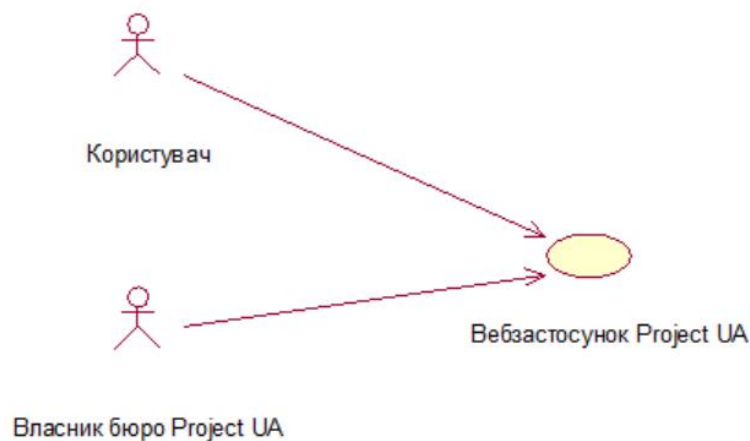 Користувач
Вебзастосунок Project UA
Власник бюро Project UA